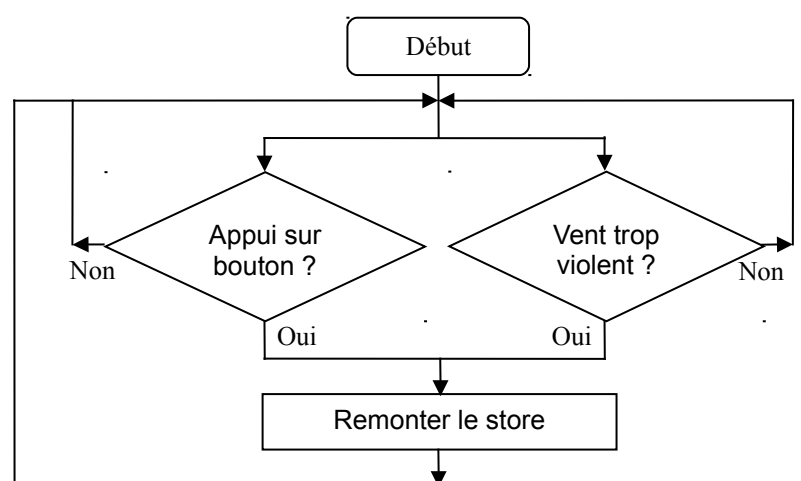 Début
Appui sur
bouton ?
Vent trop
violent ?
Non
Non
Oui
Oui
Remonter le store